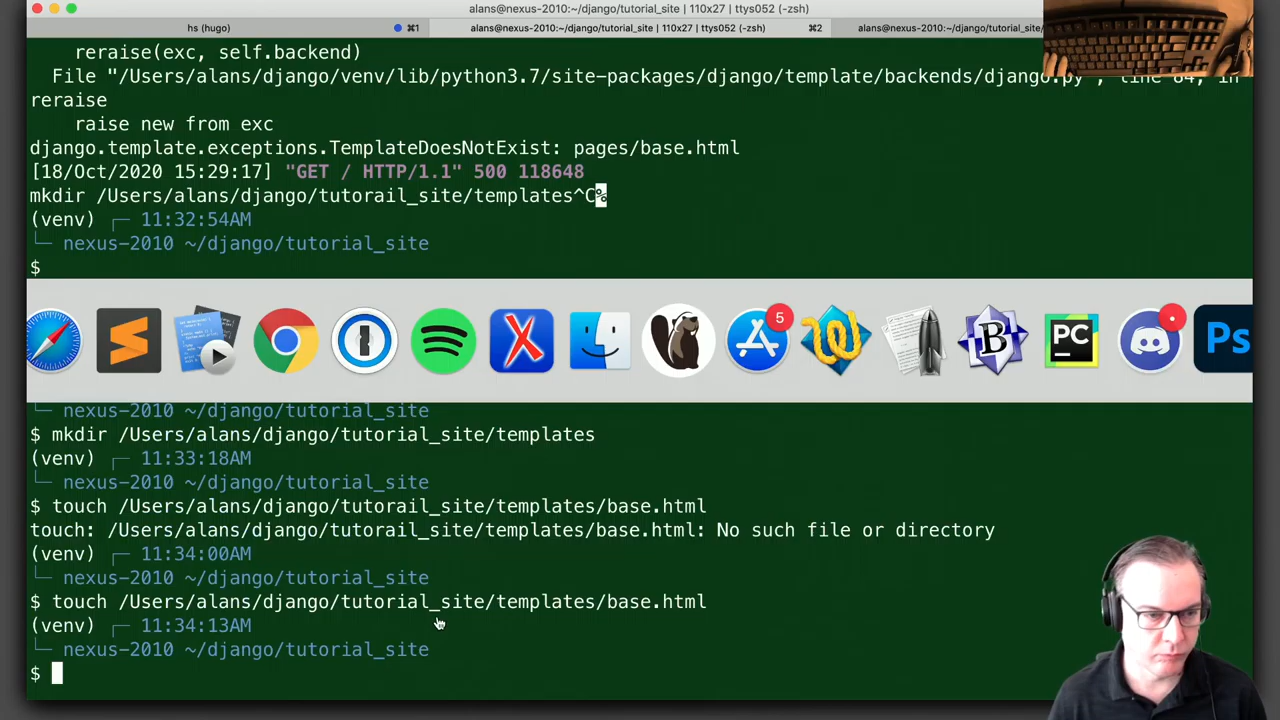 alans@nexus-2010:~/django/tutorial_site | 110x27 | ttys052 (-zsh)
hs (hugo)
⌘1
alans@nexus-2010:~/django/tutorial_site | 110x27 | ttys052 (-zsh)
⌘2
alans@nexus-2010:~/django/tutorial_site
reraise(exc, self.backend)
File "/Users/alans/django/venv/lib/python3.7/site-packages/django/template/backends/django.py", line 84, in
reraise
raise new from exc
django.template.exceptions.TemplateDoesNotExist: pages/base.html
[18/Oct/2020 15:29:17] "GET / HTTP/1.1" 500 118648
mkdir /Users/alans/django/tutorail_site/templates^C%
(venv) ┌─ 11:32:54AM
└─ nexus-2010 ~/django/tutorial_site
$
5
PC
Ps
└─ nexus-2010 ~/django/tutorial_site
$ mkdir /Users/alans/django/tutorial_site/templates
(venv) ┌─ 11:33:18AM
└─ nexus-2010 ~/django/tutorial_site
$ touch /Users/alans/django/tutorail_site/templates/base.html
touch: /Users/alans/django/tutorail_site/templates/base.html: No such file or directory
(venv) ┌─ 11:34:00AM
└─ nexus-2010 ~/django/tutorial_site
$ touch /Users/alans/django/tutorial_site/templates/base.html
(venv) ┌─ 11:34:13AM
└─ nexus-2010 ~/django/tutorial_site
$